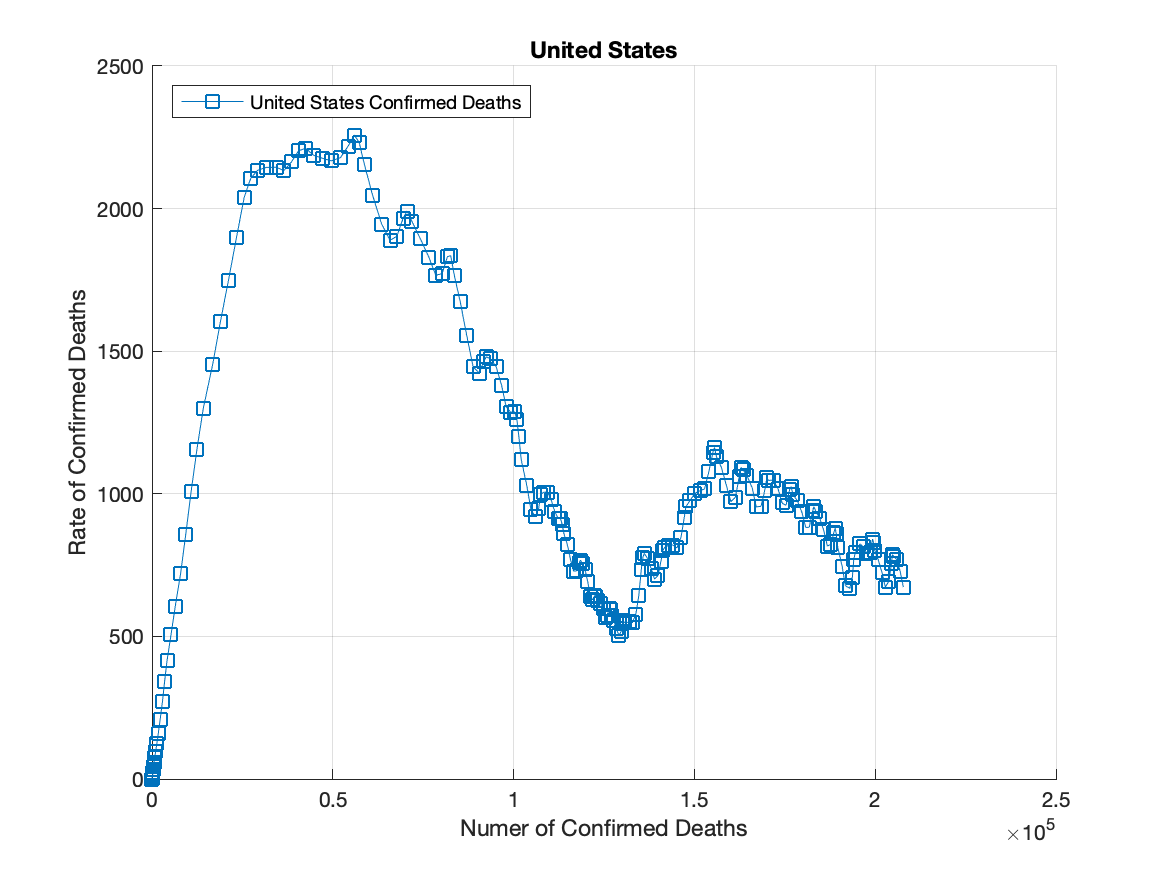 United States
2500
United States Confirmed Deaths
2000
1500
1000
500
0
Rate of Confirmed Deaths
0 0.5 1 1.5 2 2.5
Numer of Confirmed Deaths
×10^5